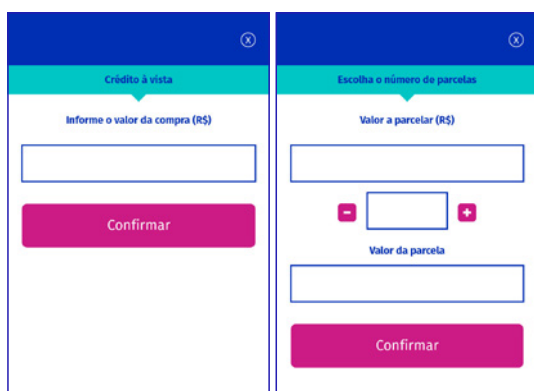 Crédito à vista
Informe o valor da compra (R$)
Confirmar
Escolha o número de parcelas
Valor a parcelar (R$)
Valor da parcela
Confirmar